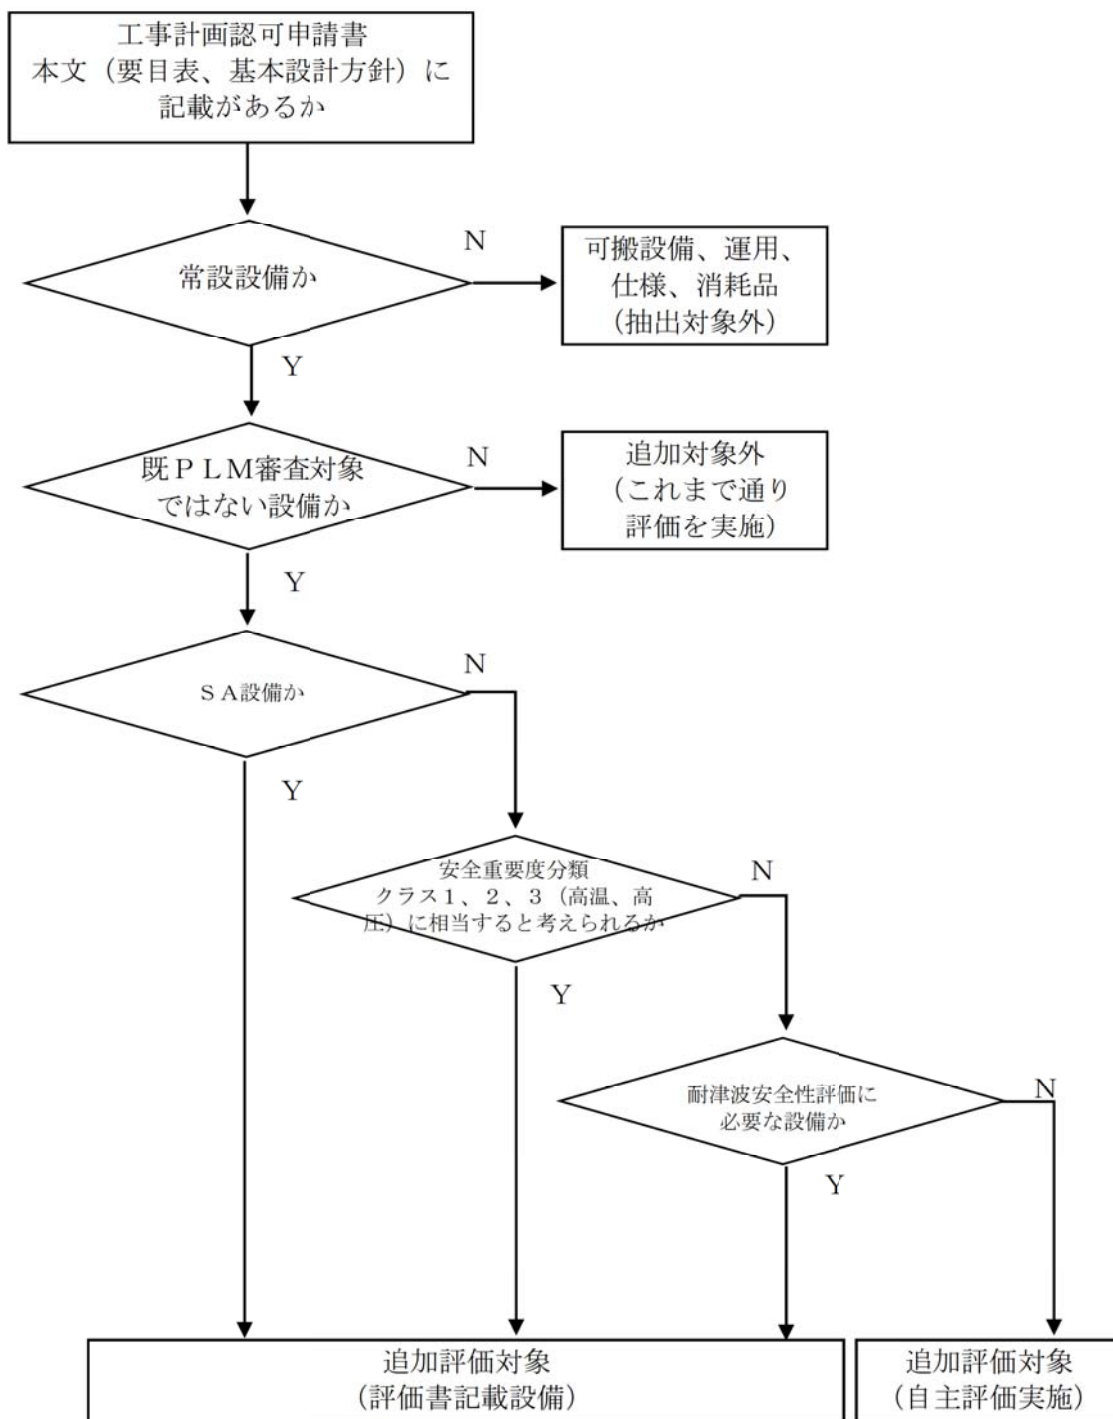 工事計画認可申請書
本文（要目表、基本設計方針）に
記載があるか
常設設備か
N
可搬設備、運用、
仕様、消耗品
（抽出対象外）
Y
既ＰＬＭ審査対象
ではない設備か
N
追加対象外
（これまで通り
評価を実施）
Y
ＳＡ設備か
N
Y
安全重要度分類
クラス１、２、３（高温、高
圧）に相当すると考えられるか
N
Y
耐津波安全性評価に
必要な設備か
N
Y
追加評価対象
（評価書記載設備）
追加評価対象
（自主評価実施）